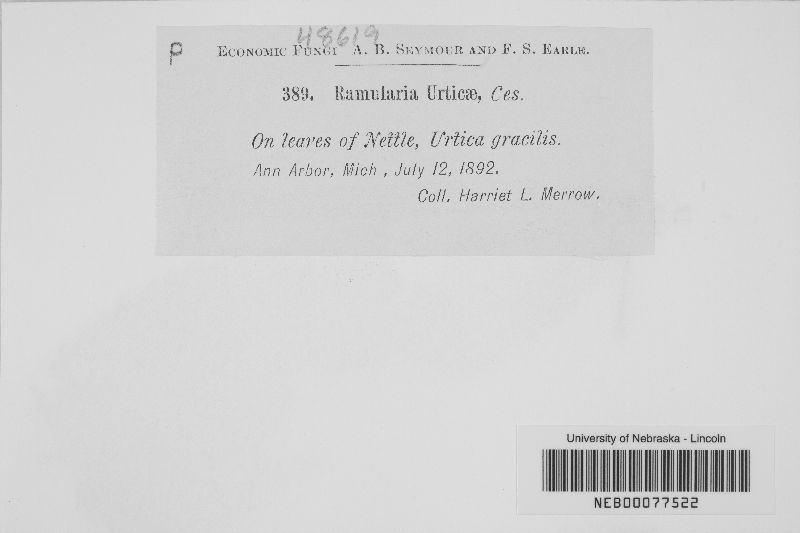 48619
P ECONOMIC FUNGI A. B. SEYMOUR AND F. S. EARLE.
389. Ramularia Urticæ, Ces.
On leaves of Nettle, Urtica gracilis.
Ann Arbor, Mich , July 12, 1892.
Coll. Harriet L. Merrow.
University of Nebraska - Lincoln
NEB00077522